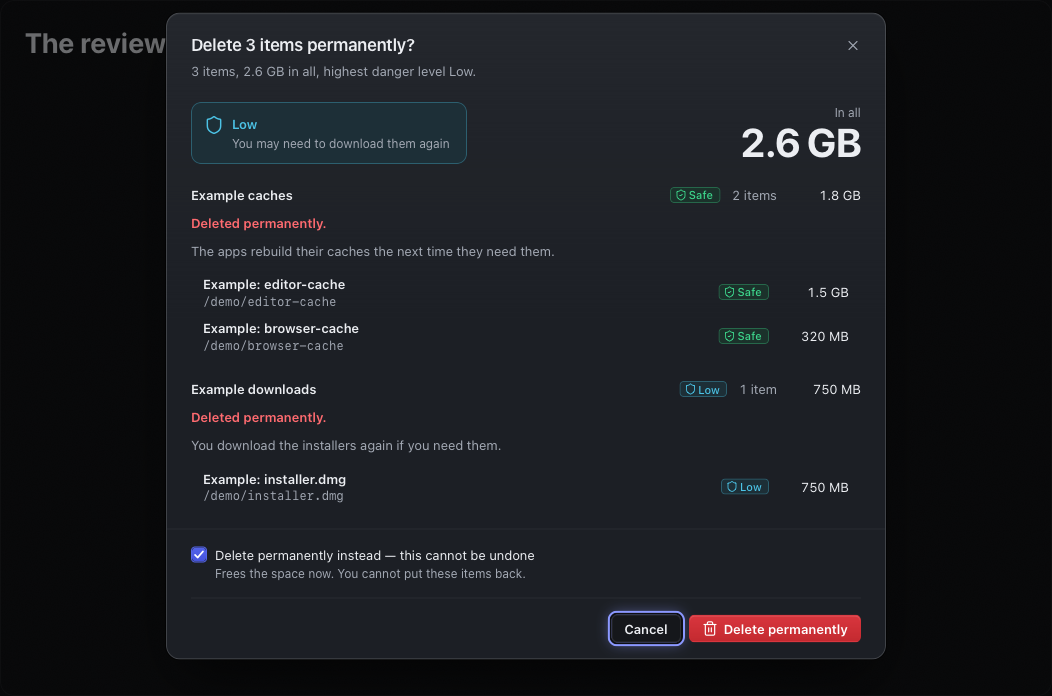 The review
Delete 3 items permanently?
3 items, 2.6 GB in all, highest danger level Low.
Low
You may need to download them again
In all
2.6 GB
Example caches
Safe
2 items
1.8 GB
Deleted permanently.
The apps rebuild their caches the next time they need them.
Example: editor-cache
/demo/editor-cache
Safe
1.5 GB
Example: browser-cache
/demo/browser-cache
Safe
320 MB
Example downloads
Low
1 item
750 MB
Deleted permanently.
You download the installers again if you need them.
Example: installer.dmg
/demo/installer.dmg
Low
750 MB
Delete permanently instead — this cannot be undone
Frees the space now. You cannot put these items back.
Cancel
Delete permanently